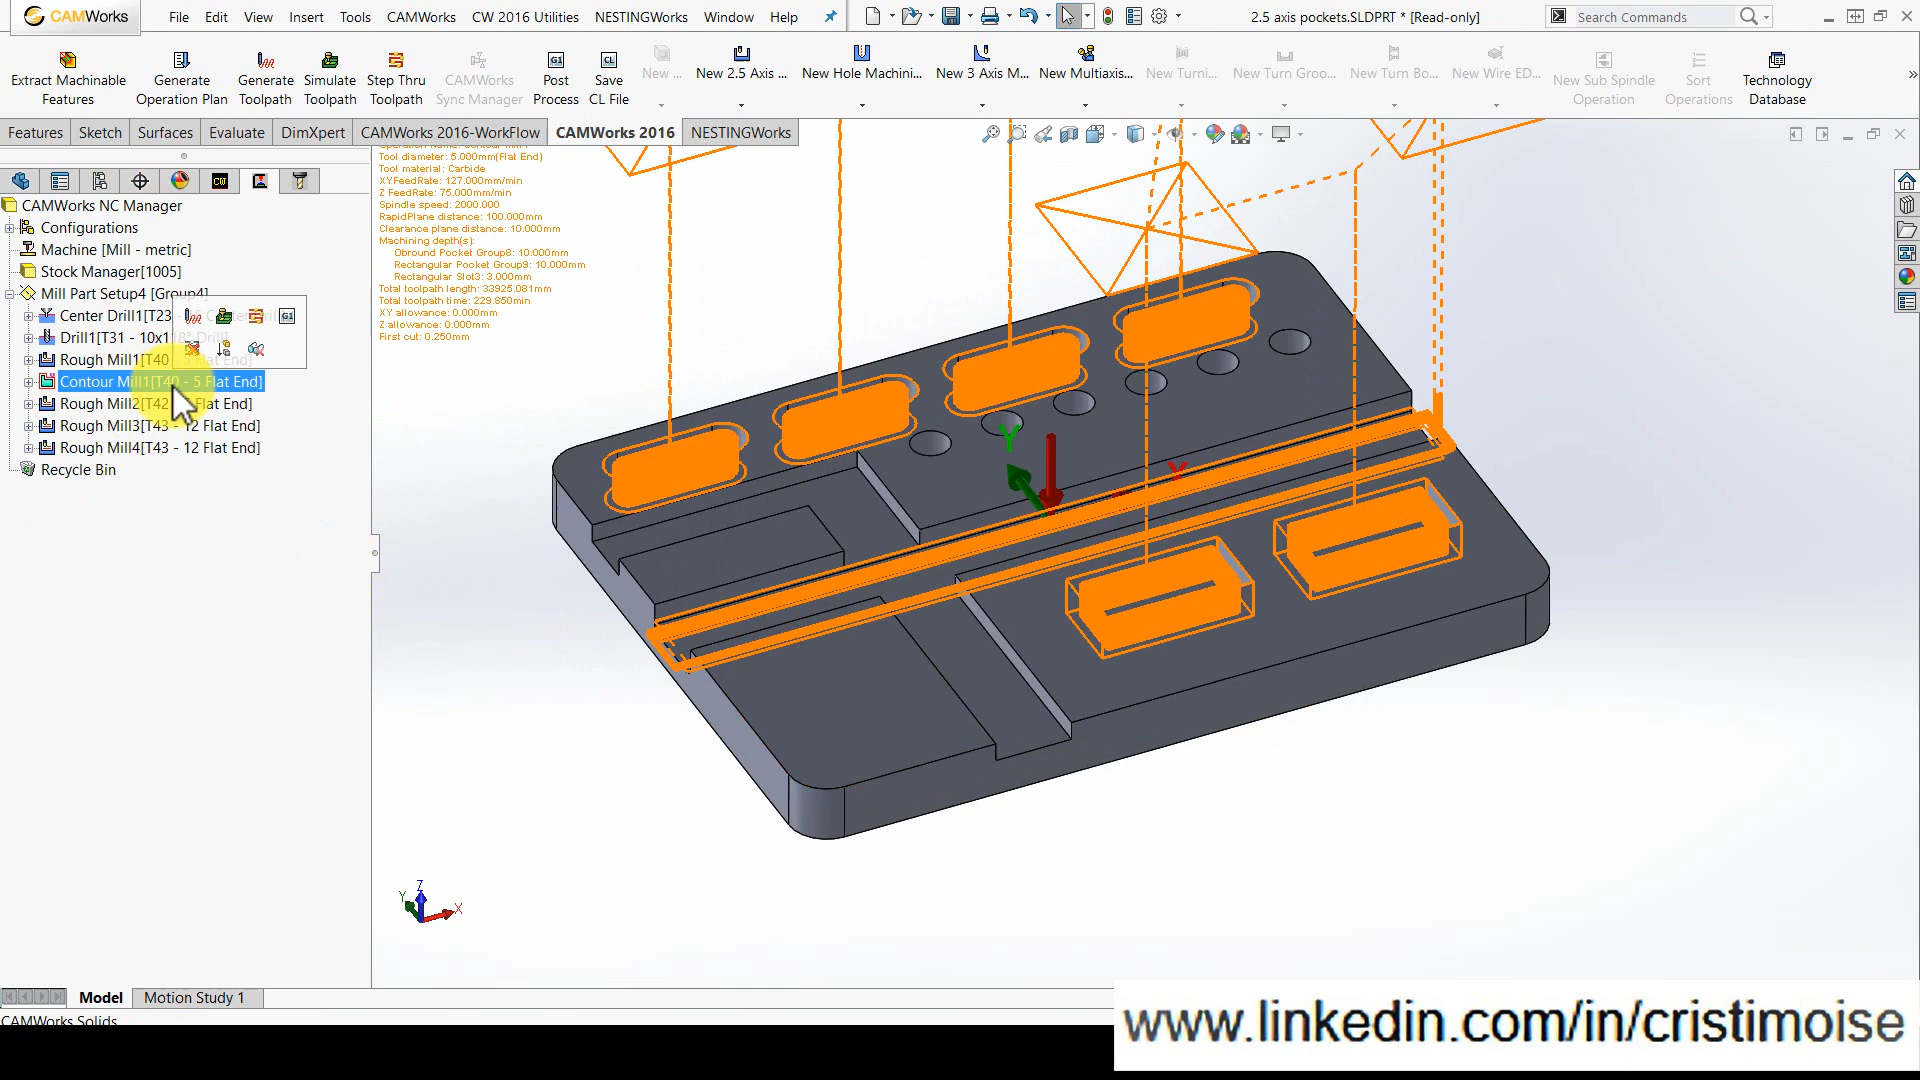 CAMWorks File Edit View Insert Tools CAMWorks CW 2016 Utilities NESTINGWorks Window Help 2.5 axis pockets.SLDPRT * [Read-only] Search Commands
Extract Machinable Features
Generate Operation Plan
Generate Toolpath
Simulate Toolpath
Step Thru Toolpath
CAMWorks Sync Manager
Post Process
Save CL File
New ...
New 2.5 Axis ...
New Hole Machini...
New 3 Axis M...
New Multiaxis...
New Turni...
New Turn Groo...
New Turn Bo...
New Wire ED...
New Sub Spindle Operation
Sort Operations
Technology Database
Features Sketch Surfaces Evaluate DimXpert CAMWorks 2016-WorkFlow CAMWorks 2016 NESTINGWorks
Tool diameter: 5.000mm(Flat End)
Tool material: Carbide
XYFeedRate: 127.000mm/min
Z FeedRate: 75.000mm/min
Spindle speed: 2000.000
RapidPlane distance: 100.000mm
Clearance plane distance: 10.000mm
Machining depth(s):
Obround Pocket Group8: 10.000mm
Rectangular Pocket Group9: 10.000mm
Rectangular Slot3: 3.000mm
Total toolpath length: 33925.081mm
Total toolpath time: 229.850min
XY allowance: 0.000mm
Z allowance: 0.000mm
First cut: 0.250mm
CAMWorks NC Manager
Configurations
Machine [Mill - metric]
Stock Manager[1005]
Mill Part Setup4 [Group4]
Center Drill1[T23
Drill1[T31 - 10x1
Rough Mill1[T40
Contour Mill1[T40 - 5 Flat End]
Rough Mill2[T42 Flat End]
Rough Mill3[T43 - 12 Flat End]
Rough Mill4[T43 - 12 Flat End]
Recycle Bin
Y
X
Z
Y
X
Model Motion Study 1
CAMWorks Solids
www.linkedin.com/in/cristimoise